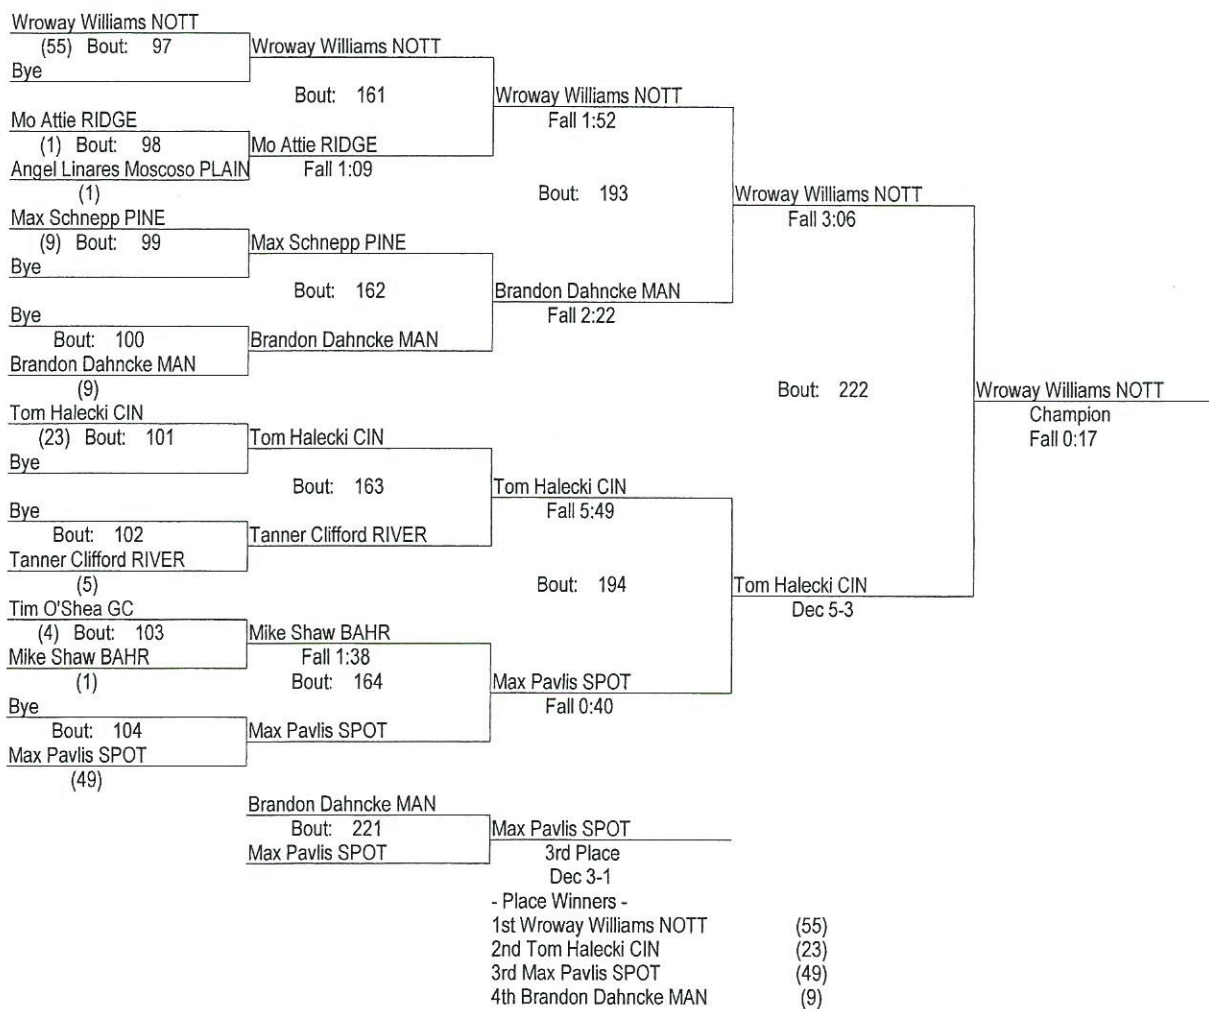 Wroway Williams NOTT
(55) Bout: 97
Bye
Wroway Williams NOTT
Bout: 161
Mo Attie RIDGE
(1) Bout: 98
Angel Linares Moscoso PLAIN
(1)
Mo Attie RIDGE
Fall 1:09
Wroway Williams NOTT
Fall 1:52
Bout: 193
Max Schnepp PINE
(9) Bout: 99
Bye
Max Schnepp PINE
Bout: 162
Bye
Bout: 100
Brandon Dahncke MAN
(9)
Brandon Dahncke MAN
Brandon Dahncke MAN
Fall 2:22
Wroway Williams NOTT
Fall 3:06
Bout: 222
Wroway Williams NOTT
Champion
Fall 0:17
Tom Halecki CIN
(23) Bout: 101
Bye
Tom Halecki CIN
Bout: 163
Bye
Bout: 102
Tanner Clifford RIVER
(5)
Tanner Clifford RIVER
Tom Halecki CIN
Fall 5:49
Bout: 194
Tom Halecki CIN
Dec 5-3
Tim O'Shea GC
(4) Bout: 103
Mike Shaw BAHR
(1)
Mike Shaw BAHR
Fall 1:38
Bout: 164
Bye
Bout: 104
Max Pavlis SPOT
(49)
Max Pavlis SPOT
Max Pavlis SPOT
Fall 0:40
Brandon Dahncke MAN
Bout: 221
Max Pavlis SPOT
Max Pavlis SPOT
3rd Place
Dec 3-1
- Place Winners -
1st Wroway Williams NOTT (55)
2nd Tom Halecki CIN (23)
3rd Max Pavlis SPOT (49)
4th Brandon Dahncke MAN (9)